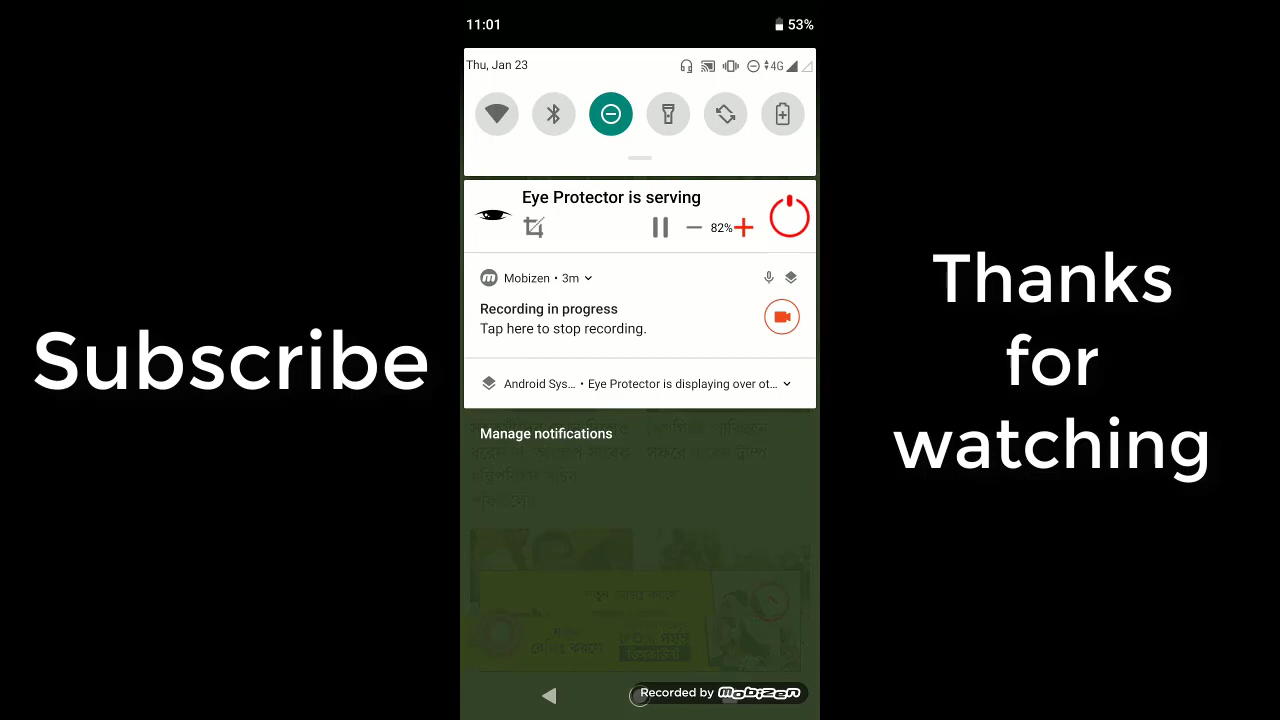 11:01
53%
Thu, Jan 23
4G
Eye Protector is serving
82%
Mobizen • 3m
Recording in progress
Tap here to stop recording.
Android Sys... • Eye Protector is displaying over ot...
Manage notifications
Recorded by mobizen
Subscribe
Thanks
for
watching